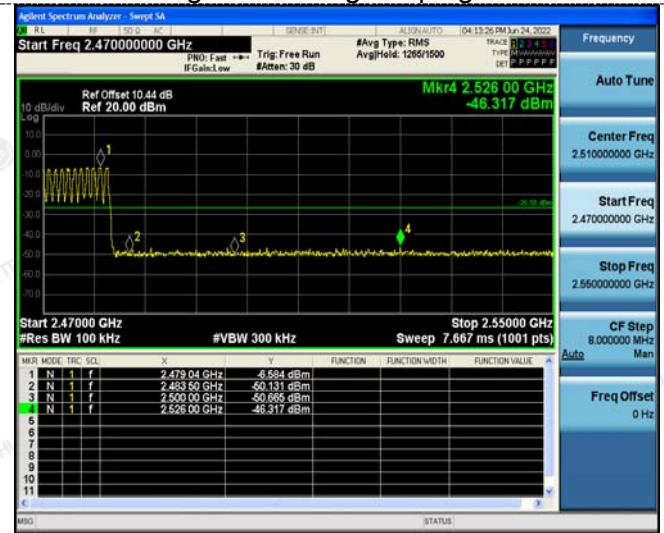 Agilent Spectrum Analyzer - Swept SA
RL RF 50 Ω AC SENSE:INT ALIGN AUTO 04:13:26 PM Jun 24, 2022
Start Freq 2.470000000 GHz
PNO: Fast Trig: Free Run
IFGain:Low #Atten: 30 dB
#Avg Type: RMS
Avg|Hold: 1265/1500
TRACE 1 2 3 4 5 6
TYPE M
DET P P P P P P
Mkr4 2.526 00 GHz
-46.317 dBm
Ref Offset 10.44 dB
10 dB/div Ref 20.00 dBm
Log
10.0
0.00
-10.0
-20.0
-30.0
-40.0
-50.0
-60.0
-70.0
1
2
3
4
Start 2.47000 GHz Stop 2.55000 GHz
#Res BW 100 kHz #VBW 300 kHz Sweep 7.667 ms (1001 pts)
MKR MODE TRC SCL X Y FUNCTION FUNCTION WIDTH FUNCTION VALUE
1 N 1 f 2.479 04 GHz -6.584 dBm
2 N 1 f 2.483 50 GHz -50.131 dBm
3 N 1 f 2.500 00 GHz -50.665 dBm
4 N 1 f 2.526 00 GHz -46.317 dBm
5
6
7
8
9
10
11
MSG STATUS
Frequency
Auto Tune
Center Freq
2.510000000 GHz
Start Freq
2.470000000 GHz
Stop Freq
2.550000000 GHz
CF Step
8.000000 MHz
Auto Man
Freq Offset
0 Hz